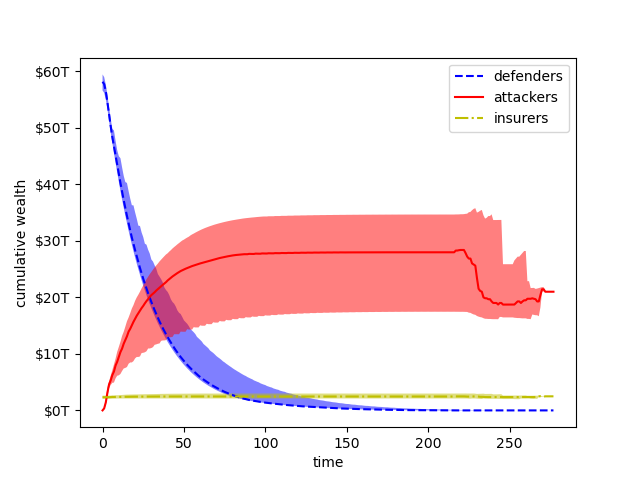 $60T
$50T
$40T
$30T
$20T
$10T
$0T
cumulative wealth
defenders
attackers
insurers
0 50 100 150 200 250
time